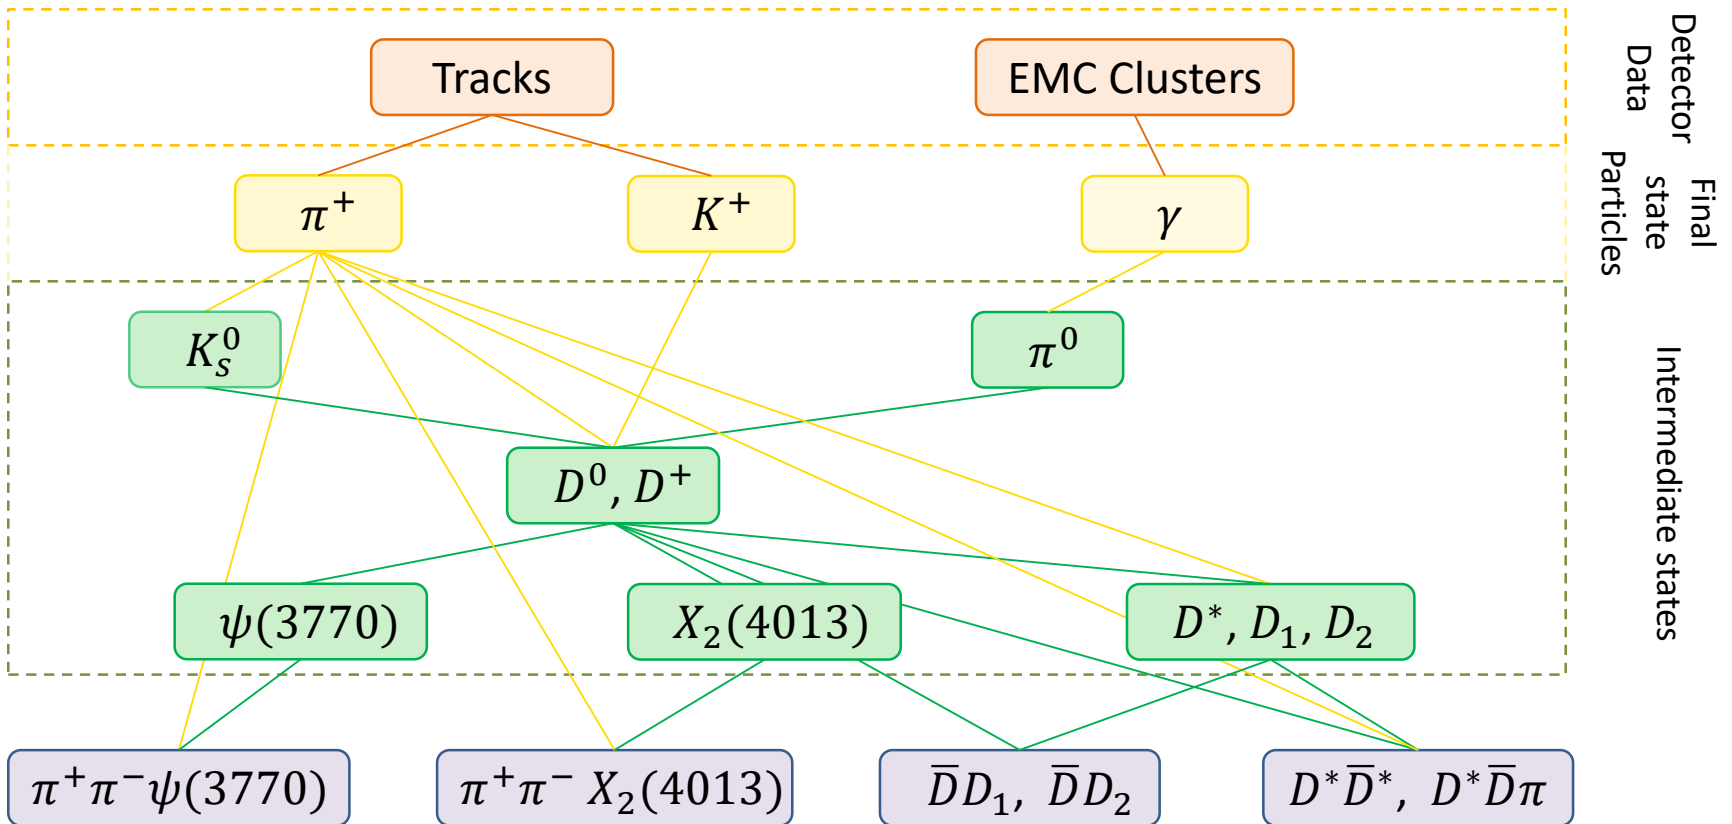 Tracks
EMC Clusters
Detector
Data
π⁺
K⁺
γ
Final
state
Particles
K_s⁰
π⁰
Intermediate states
D⁰, D⁺
ψ(3770)
X₂(4013)
D*, D₁, D₂
π⁺π⁻ψ(3770)
π⁺π⁻ X₂(4013)
D̅D₁, D̅D₂
D*D̅*, D*D̅π